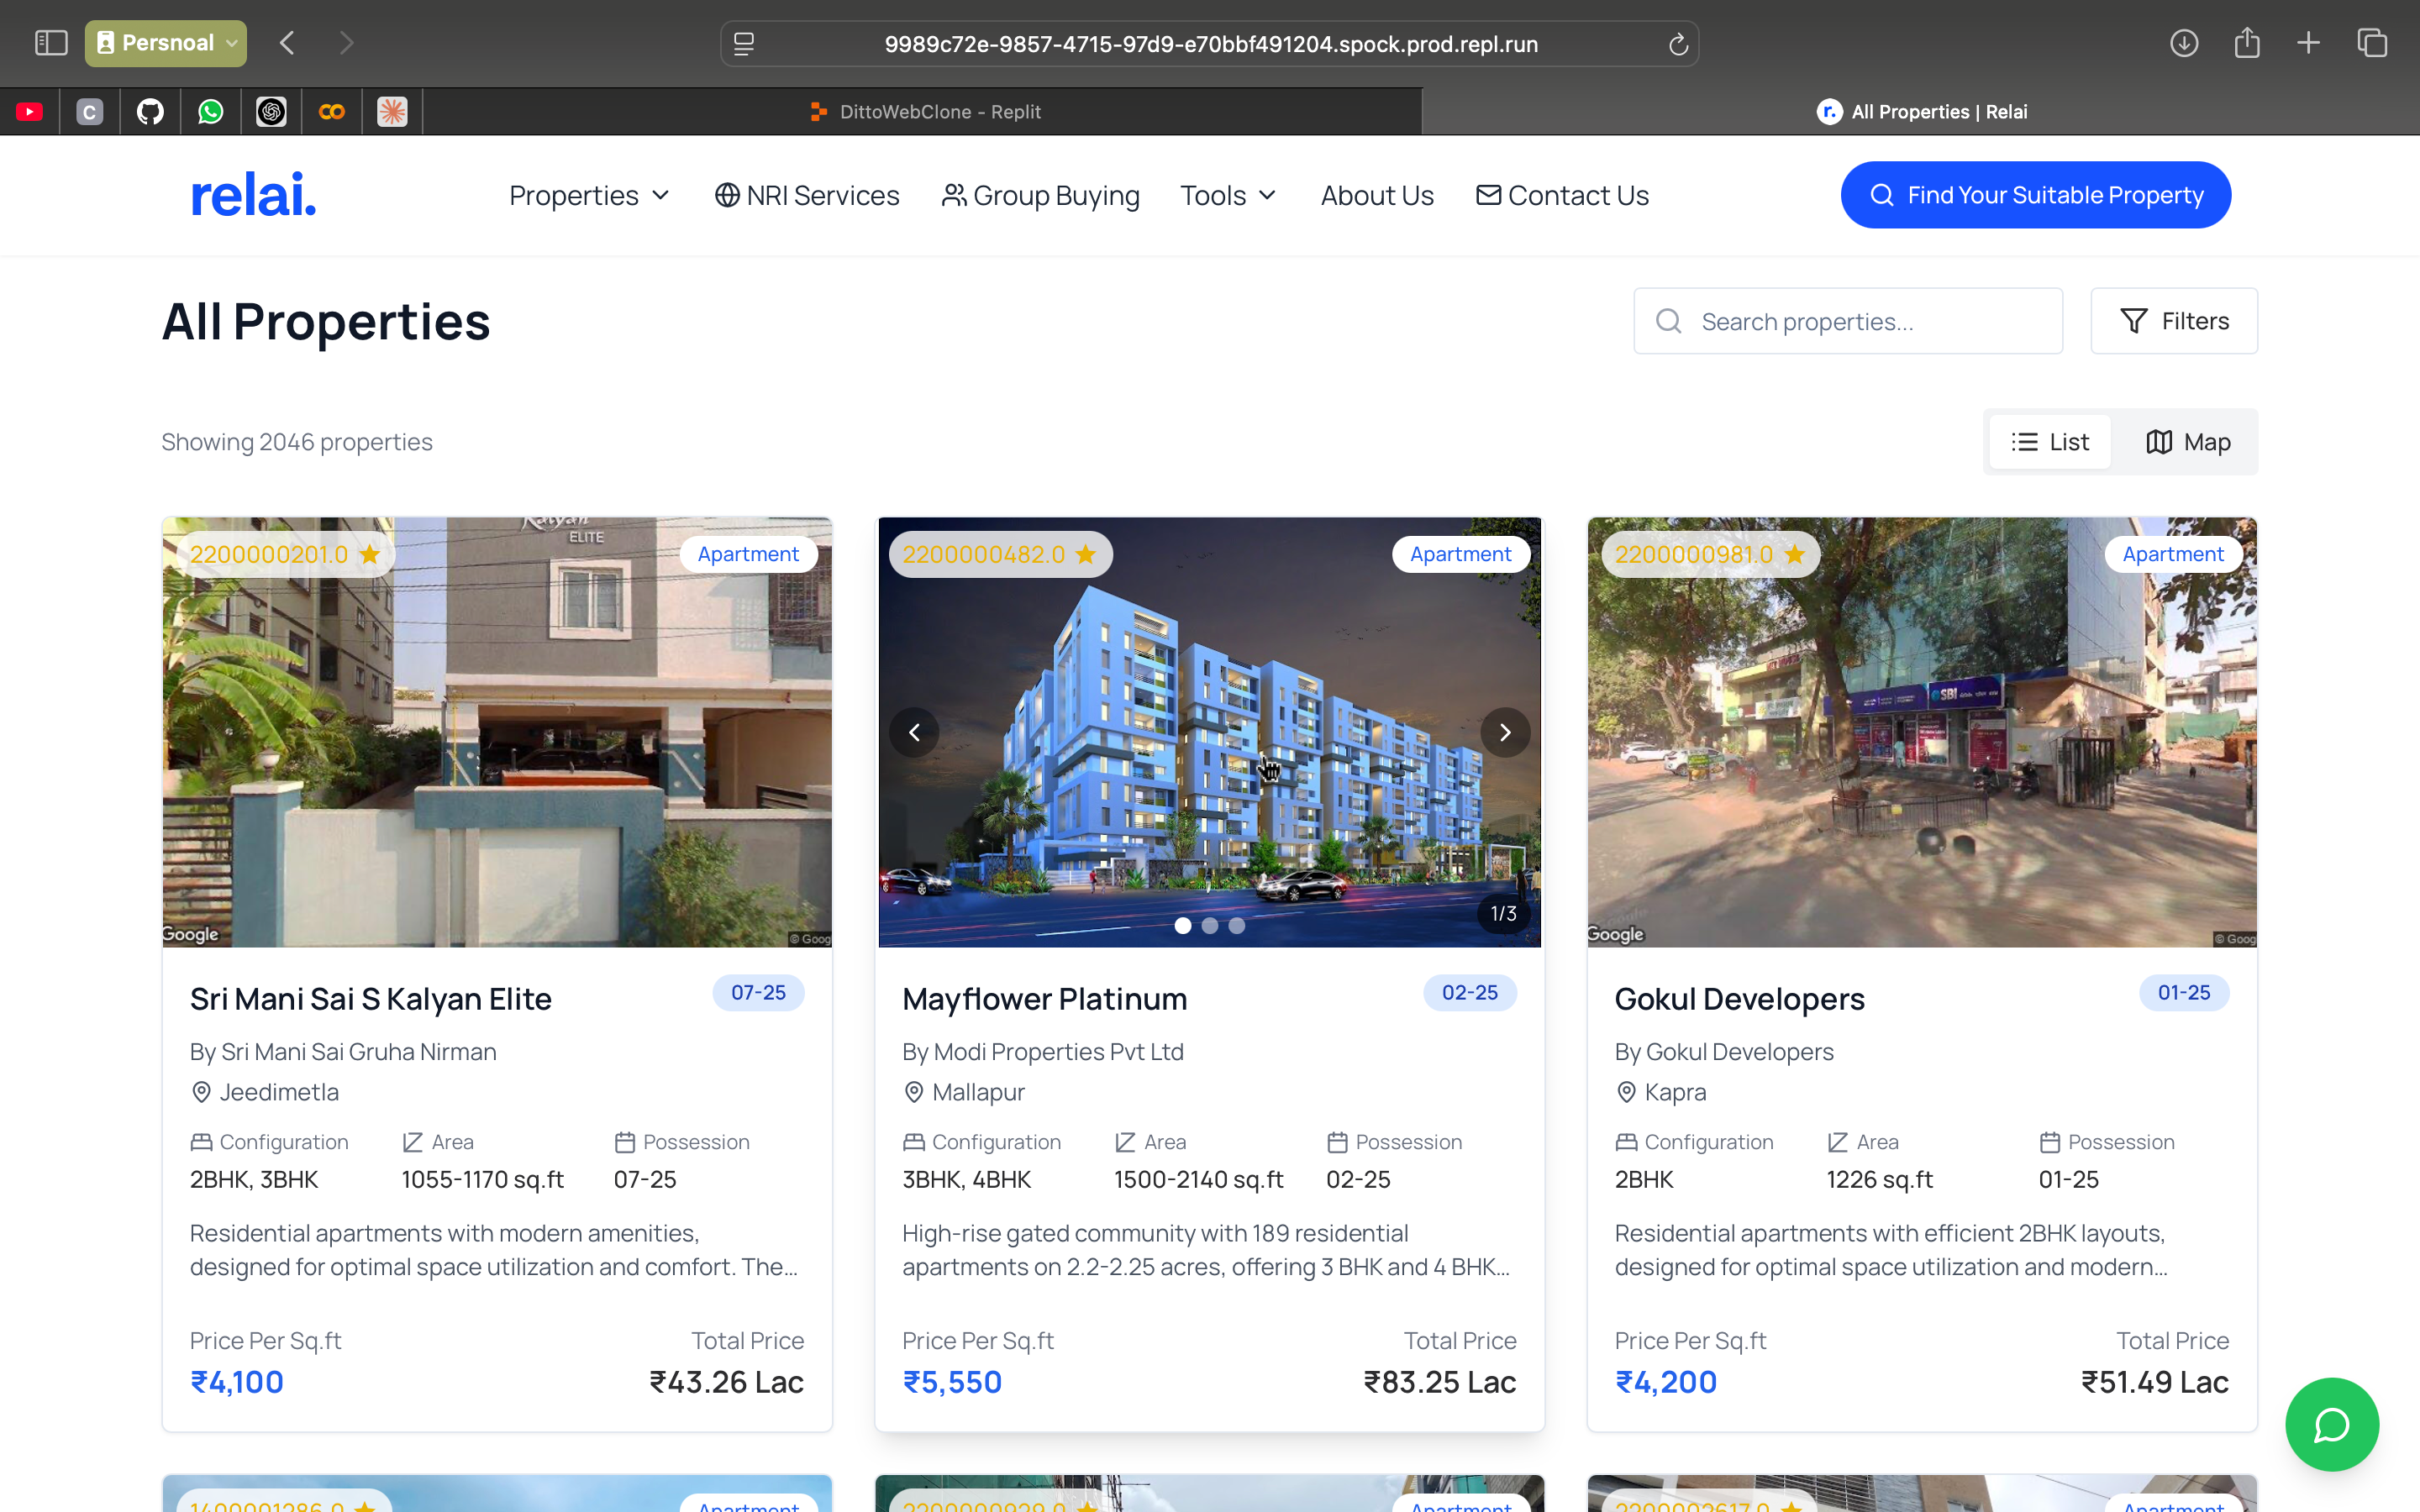 Persnoal
9989c72e-9857-4715-97d9-e70bbf491204.spock.prod.repl.run
C
DittoWebClone - Replit
r.
All Properties | Relai
relai.
Properties
NRI Services
Group Buying
Tools
About Us
Contact Us
Find Your Suitable Property
All Properties
Search properties...
Filters
Showing 2046 properties
List
Map
Kalyan
ELITE
2200000201.0
Apartment
Google
© Goog
Sri Mani Sai S Kalyan Elite
07-25
By Sri Mani Sai Gruha Nirman
Jeedimetla
Configuration
Area
Possession
2BHK, 3BHK
1055-1170 sq.ft
07-25
Residential apartments with modern amenities,
designed for optimal space utilization and comfort. The...
Price Per Sq.ft
Total Price
₹4,100
₹43.26 Lac
2200000482.0
Apartment
1/3
Mayflower Platinum
02-25
By Modi Properties Pvt Ltd
Mallapur
Configuration
Area
Possession
3BHK, 4BHK
1500-2140 sq.ft
02-25
High-rise gated community with 189 residential
apartments on 2.2-2.25 acres, offering 3 BHK and 4 BHK...
Price Per Sq.ft
Total Price
₹5,550
₹83.25 Lac
2200000981.0
Apartment
SBI
Google
© Goog
Gokul Developers
01-25
By Gokul Developers
Kapra
Configuration
Area
Possession
2BHK
1226 sq.ft
01-25
Residential apartments with efficient 2BHK layouts,
designed for optimal space utilization and modern...
Price Per Sq.ft
Total Price
₹4,200
₹51.49 Lac
1400001286.0
Apartment
2200000929.0
Apartment
2200002617.0
Apartment